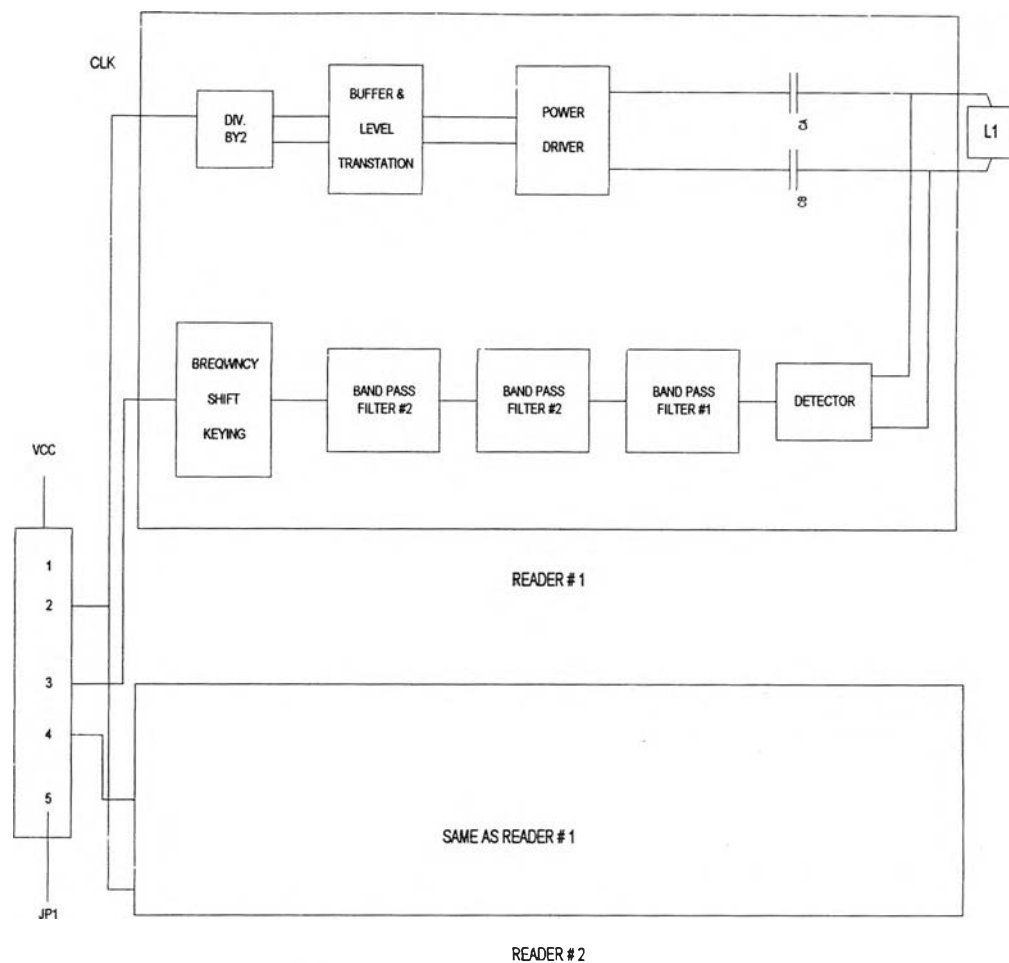 CLK
DIV.
BY2
BUFFER &
LEVEL
TRANSTATION
POWER
DRIVER
CA
CB
L1
BREQWNCY
SHIFT
KEYING
BAND PASS
FILTER #2
BAND PASS
FILTER #2
BAND PASS
FILTER #1
DETECTOR
VCC
1
2
3
4
5
JP1
READER # 1
SAME AS READER # 1
READER # 2